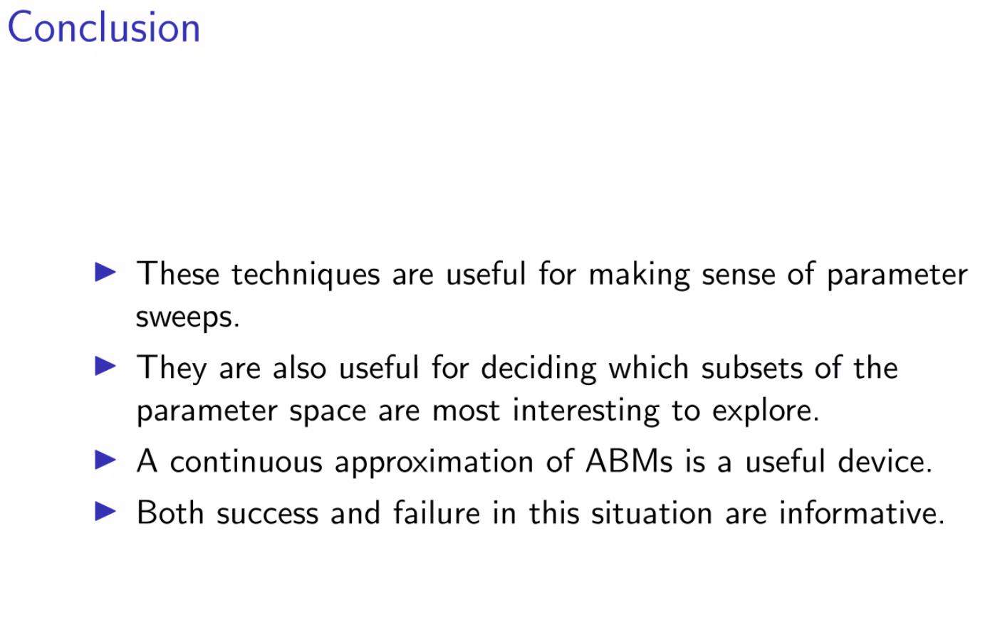 Conclusion
▶ These techniques are useful for making sense of parameter
sweeps.
▶ They are also useful for deciding which subsets of the
parameter space are most interesting to explore.
▶ A continuous approximation of ABMs is a useful device.
▶ Both success and failure in this situation are informative.